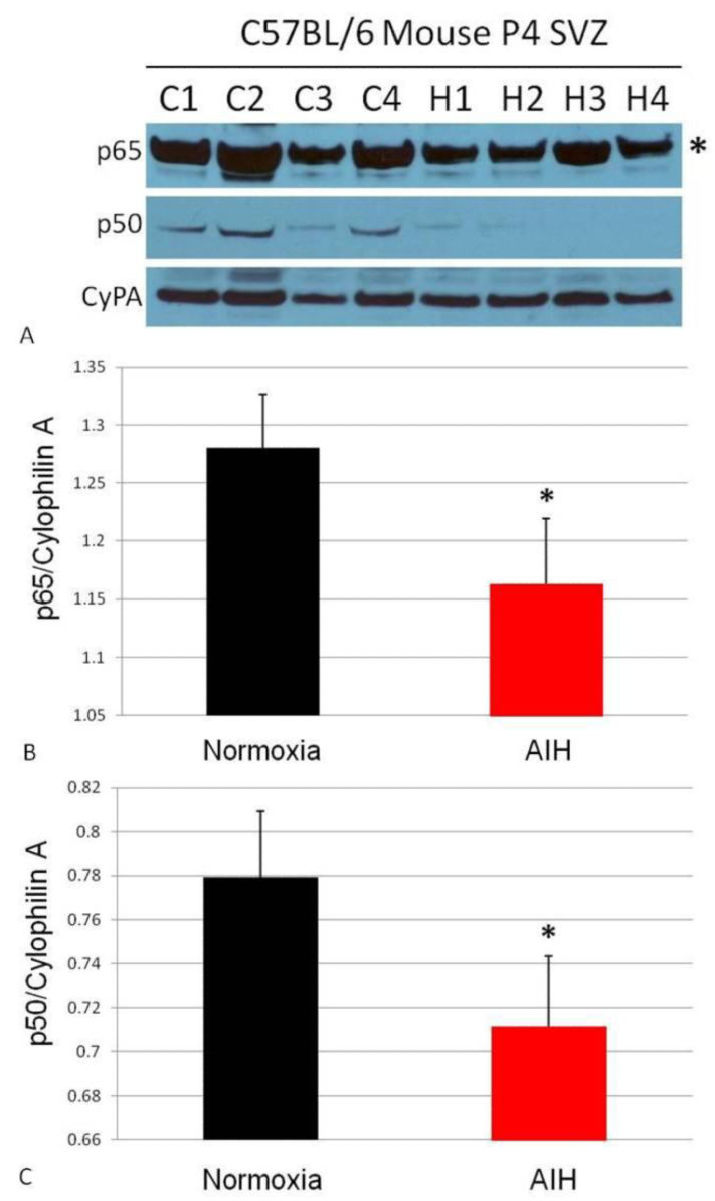 C57BL/6 Mouse P4 SVZ
C1 C2 C3 C4 H1 H2 H3 H4
p65 *
p50
CyPA
A
1.35
1.3
1.25
1.2
1.15
1.1
1.05
p65/Cylophilin A
*
Normoxia AIH
B
0.82
0.8
0.78
0.76
0.74
0.72
0.7
0.68
0.66
p50/Cylophilin A
*
Normoxia AIH
C